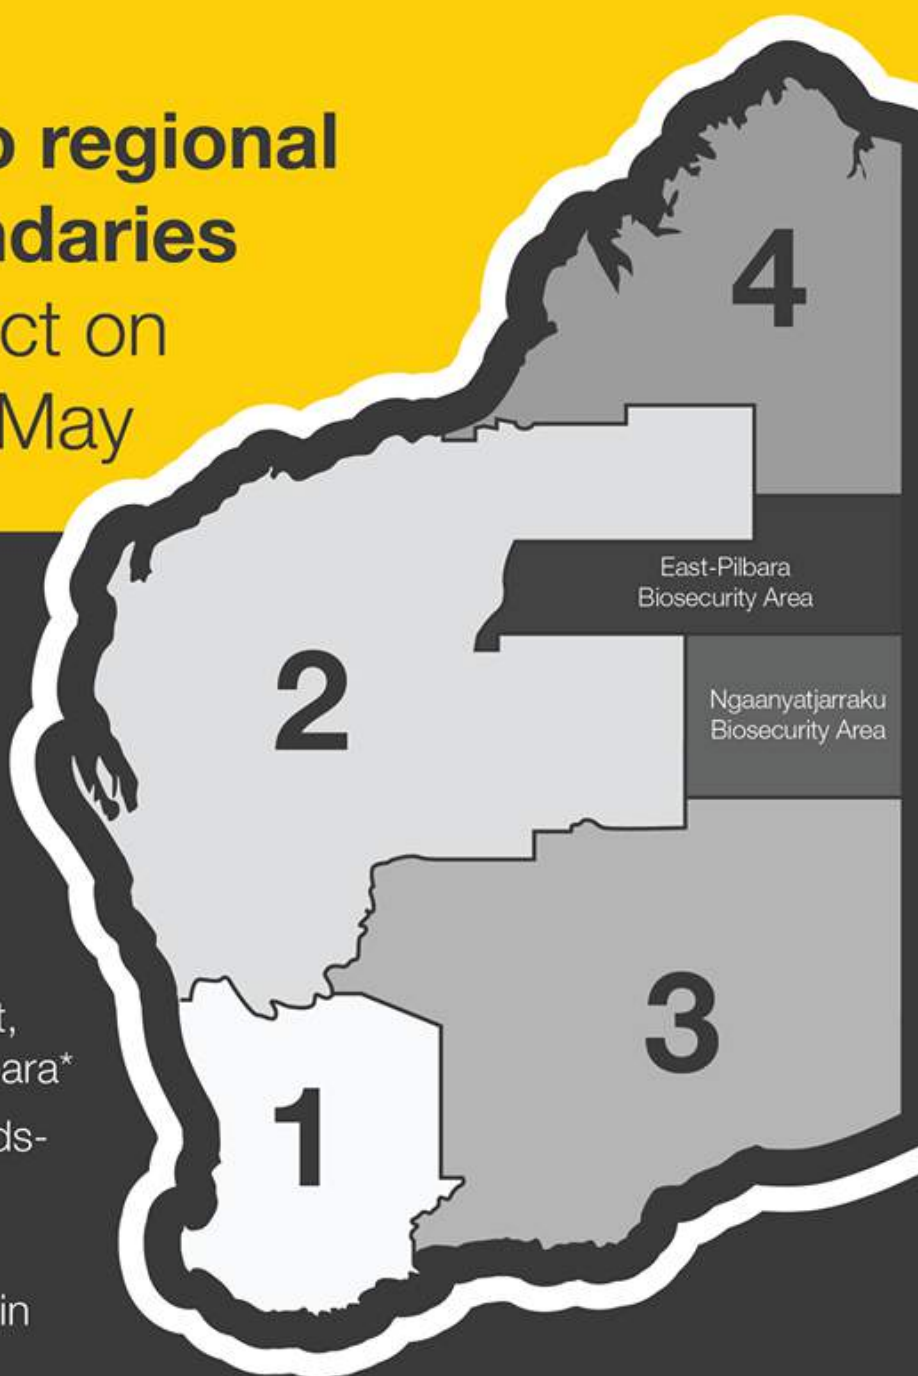 regional
ndaries
ct on
May
4
East-Pilbara
Biosecurity Area
2
Ngaanyatjarraku
Biosecurity Area
3
t,
ara*
ds-
1
in